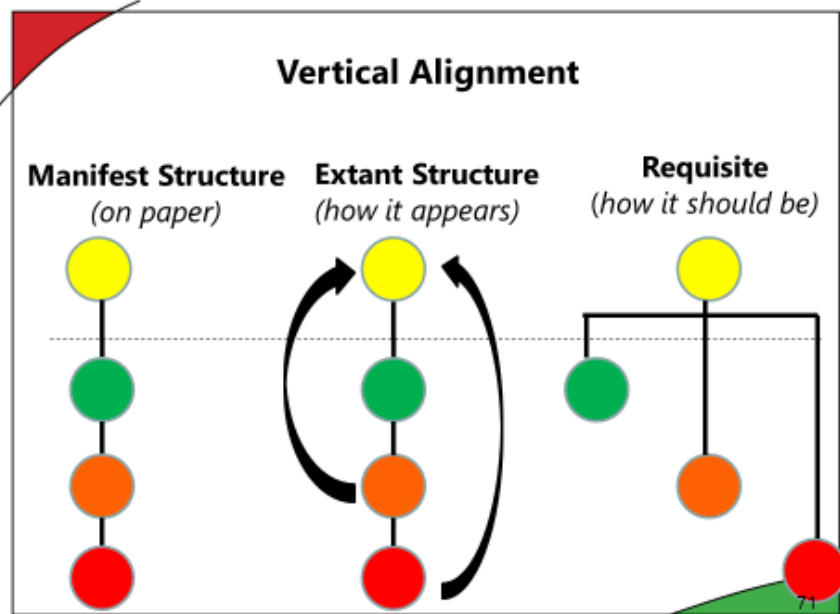 Vertical Alignment
Manifest Structure
(on paper)
Extant Structure
(how it appears)
Requisite
(how it should be)
71